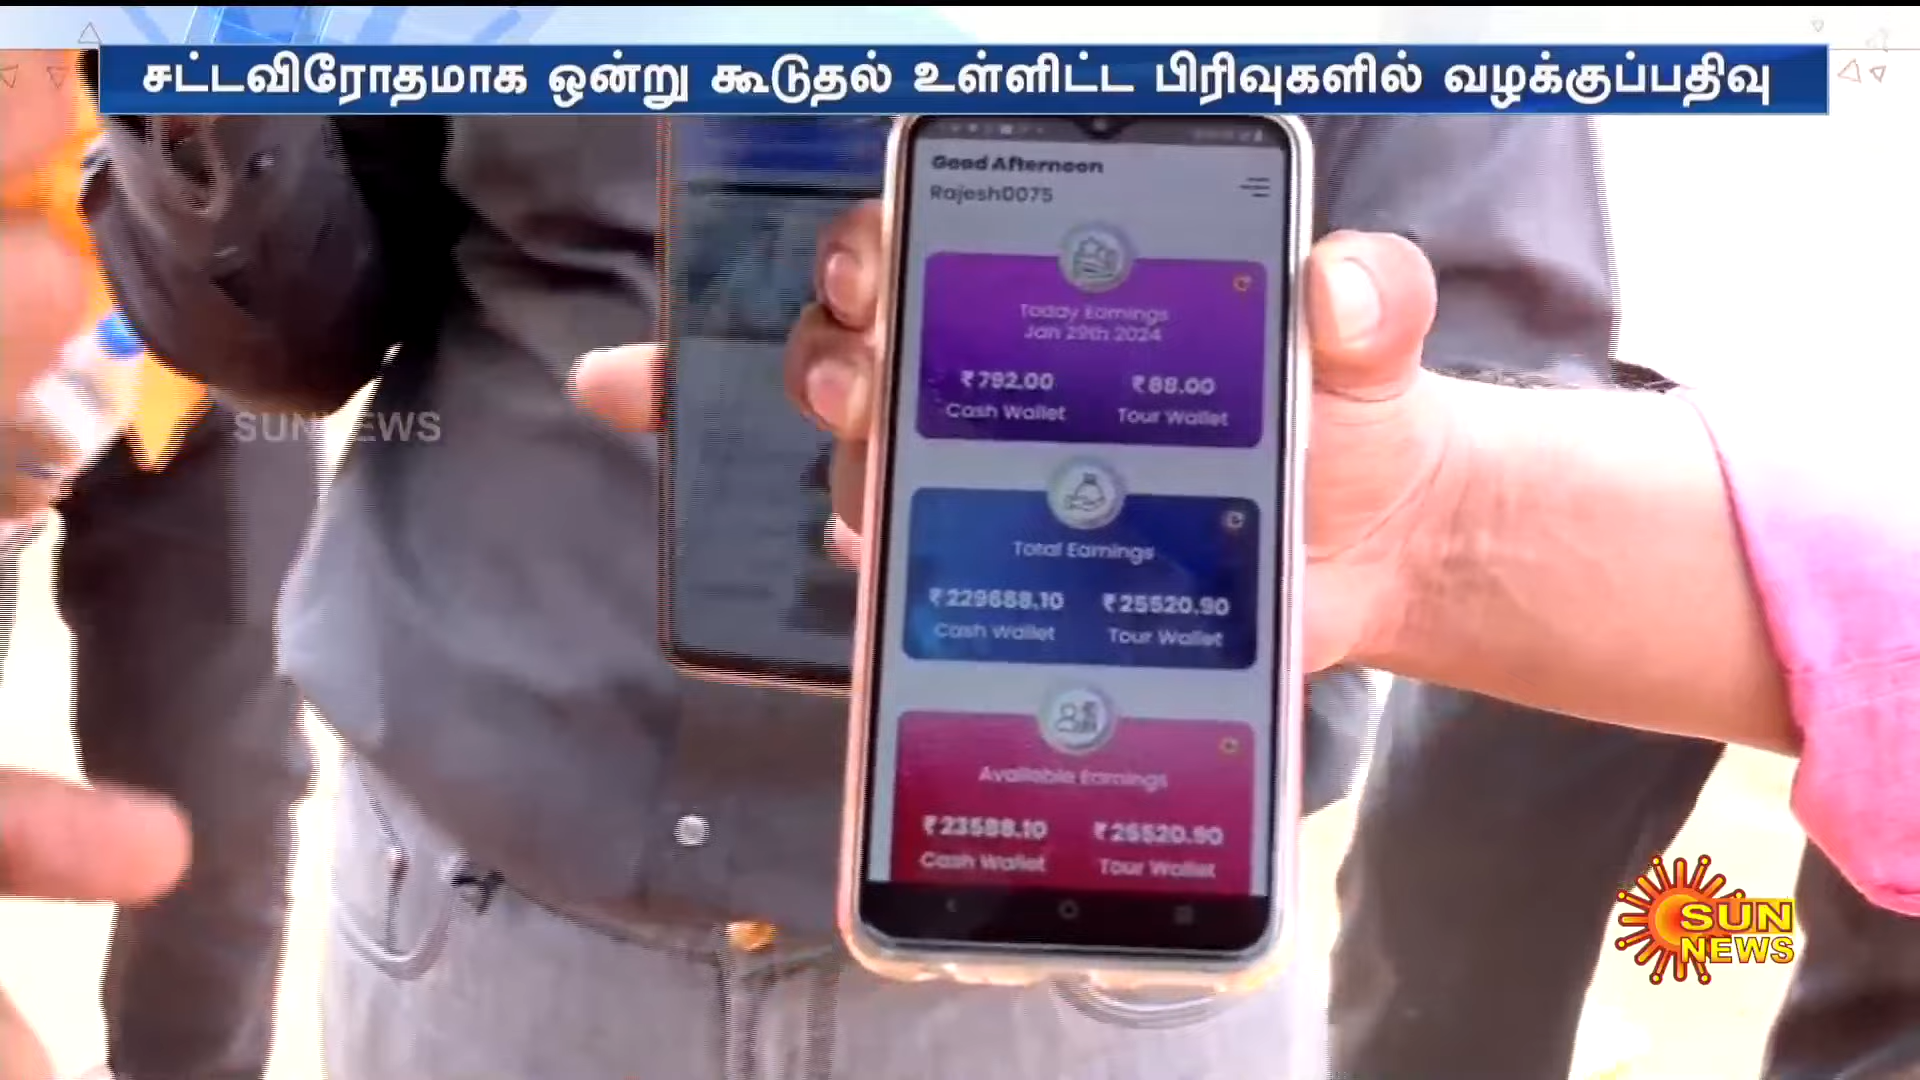 சட்டவிரோதமாக ஒன்று கூடுதல் உள்ளிட்ட பிரிவுகளில் வழக்குப்பதிவு
Good Afternoon
Rajesh0075
Today Earnings
Jan 29th 2024
₹792.00 ₹88.00
Cash Wallet Tour Wallet
SUN NEWS
Total Earnings
₹229688.10 ₹25520.90
Cash Wallet Tour Wallet
Available Earnings
₹23588.10 ₹25520.90
Cash Wallet Tour Wallet
SUN
NEWS